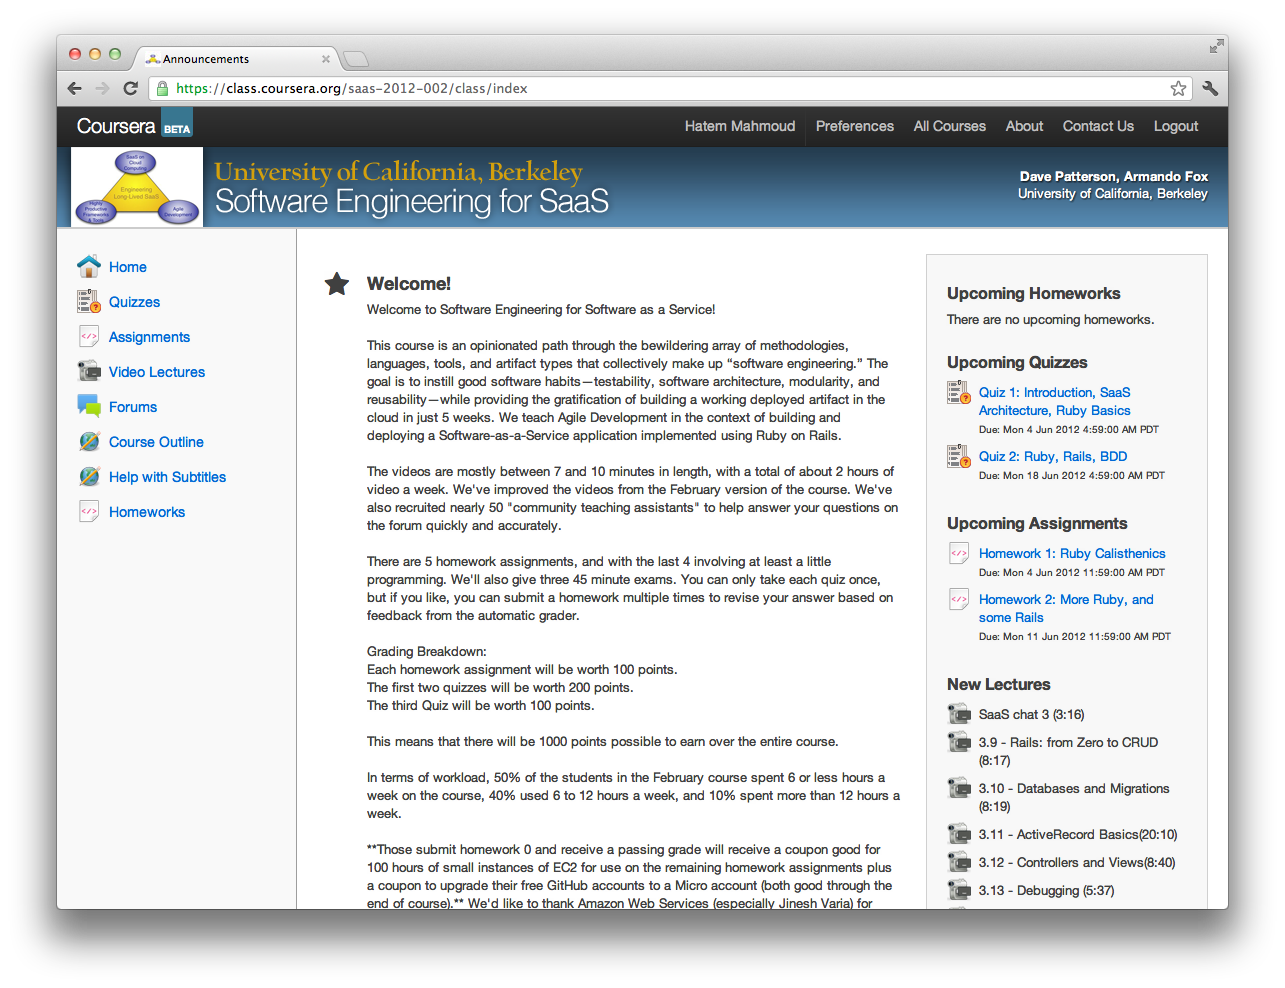 Announcements
https://class.coursera.org/saas-2012-002/class/index
Coursera BETA
Hatem Mahmoud Preferences All Courses About Contact Us Logout
SaaS on
Cloud
Computing
Engineering
Long-Lived SaaS
Highly
Productive
Frameworks
& Tools
Agile
Development
University of California, Berkeley
Software Engineering for SaaS
Dave Patterson, Armando Fox
University of California, Berkeley
Home
Quizzes
Assignments
Video Lectures
Forums
Course Outline
Help with Subtitles
Homeworks
Welcome!
Welcome to Software Engineering for Software as a Service!
This course is an opinionated path through the bewildering array of methodologies,
languages, tools, and artifact types that collectively make up “software engineering.” The
goal is to instill good software habits—testability, software architecture, modularity, and
reusability—while providing the gratification of building a working deployed artifact in the
cloud in just 5 weeks. We teach Agile Development in the context of building and
deploying a Software-as-a-Service application implemented using Ruby on Rails.
The videos are mostly between 7 and 10 minutes in length, with a total of about 2 hours of
video a week. We've improved the videos from the February version of the course. We've
also recruited nearly 50 "community teaching assistants" to help answer your questions on
the forum quickly and accurately.
There are 5 homework assignments, and with the last 4 involving at least a little
programming. We'll also give three 45 minute exams. You can only take each quiz once,
but if you like, you can submit a homework multiple times to revise your answer based on
feedback from the automatic grader.
Grading Breakdown:
Each homework assignment will be worth 100 points.
The first two quizzes will be worth 200 points.
The third Quiz will be worth 100 points.
This means that there will be 1000 points possible to earn over the entire course.
In terms of workload, 50% of the students in the February course spent 6 or less hours a
week on the course, 40% used 6 to 12 hours a week, and 10% spent more than 12 hours a
week.
**Those submit homework 0 and receive a passing grade will receive a coupon good for
100 hours of small instances of EC2 for use on the remaining homework assignments plus
a coupon to upgrade their free GitHub accounts to a Micro account (both good through the
end of course).** We'd like to thank Amazon Web Services (especially Jinesh Varia) for
Upcoming Homeworks
There are no upcoming homeworks.
Upcoming Quizzes
Quiz 1: Introduction, SaaS
Architecture, Ruby Basics
Due: Mon 4 Jun 2012 4:59:00 AM PDT
Quiz 2: Ruby, Rails, BDD
Due: Mon 18 Jun 2012 4:59:00 AM PDT
Upcoming Assignments
Homework 1: Ruby Calisthenics
Due: Mon 4 Jun 2012 11:59:00 AM PDT
Homework 2: More Ruby, and
some Rails
Due: Mon 11 Jun 2012 11:59:00 AM PDT
New Lectures
SaaS chat 3 (3:16)
3.9 - Rails: from Zero to CRUD
(8:17)
3.10 - Databases and Migrations
(8:19)
3.11 - ActiveRecord Basics(20:10)
3.12 - Controllers and Views(8:40)
3.13 - Debugging (5:37)